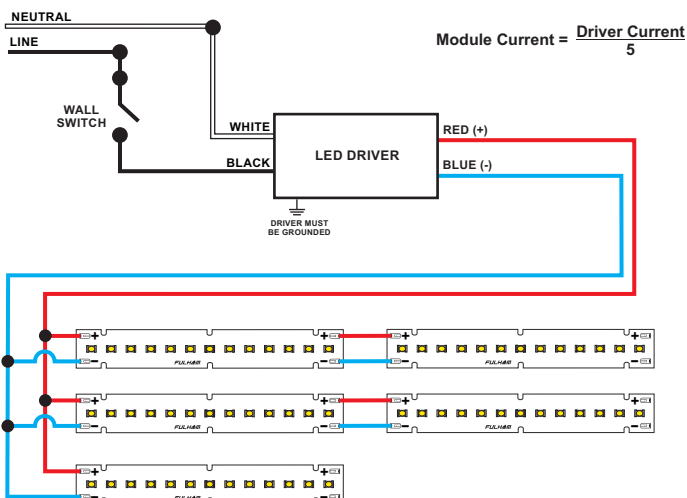 NEUTRAL
LINE
Module Current = Driver Current
5
WALL
SWITCH
WHITE
BLACK
LED DRIVER
RED (+)
BLUE (-)
DRIVER MUST
BE GROUNDED
+ + + +
FULHAM FULHAM
- - - -
+ + + +
FULHAM FULHAM
- - - -
+ +
FULHAM
- -